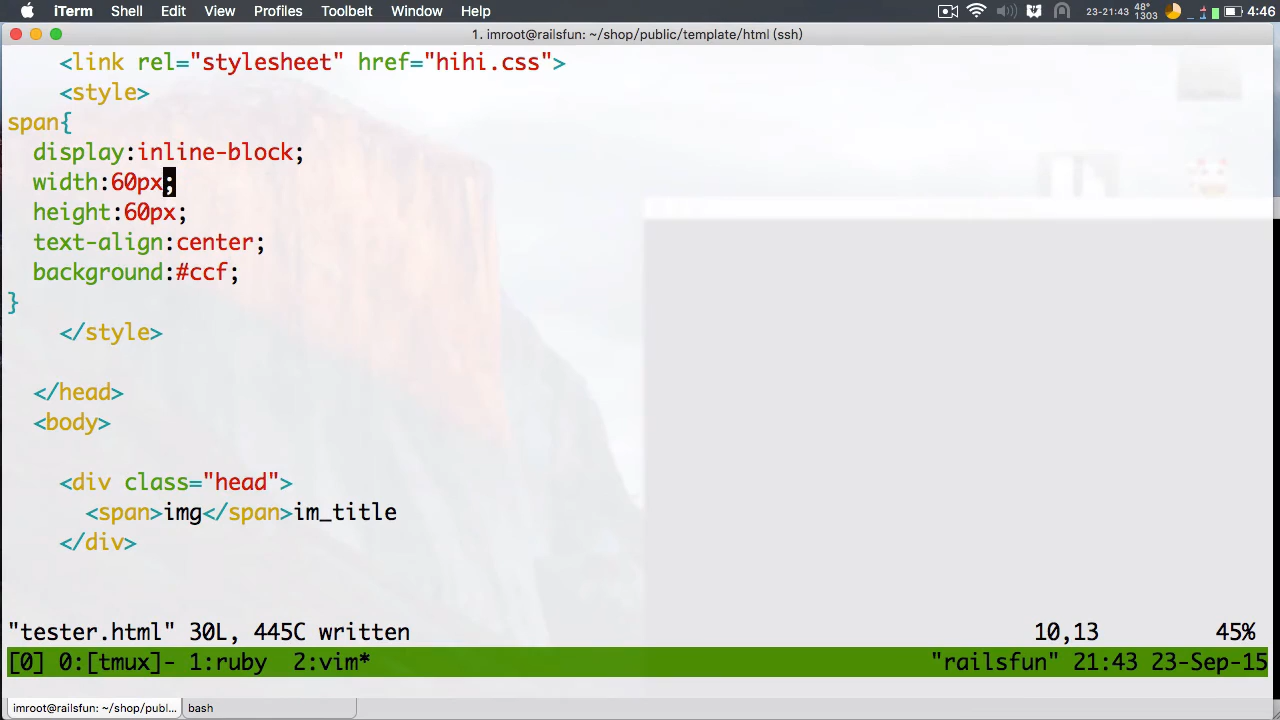 iTerm Shell Edit View Profiles Toolbelt Window Help 23-21:43 48° 1303 4:46
1. imroot@railsfun: ~/shop/public/template/html (ssh)
<link rel="stylesheet" href="hihi.css">
<style>
span{
display:inline-block;
width:60px;
height:60px;
text-align:center;
background:#ccf;
}
</style>
</head>
<body>
<div class="head">
<span>img</span>im_title
</div>
"tester.html" 30L, 445C written 10,13 45%
[0] 0:[tmux]- 1:ruby 2:vim* "railsfun" 21:43 23-Sep-15
imroot@railsfun: ~/shop/publ... bash